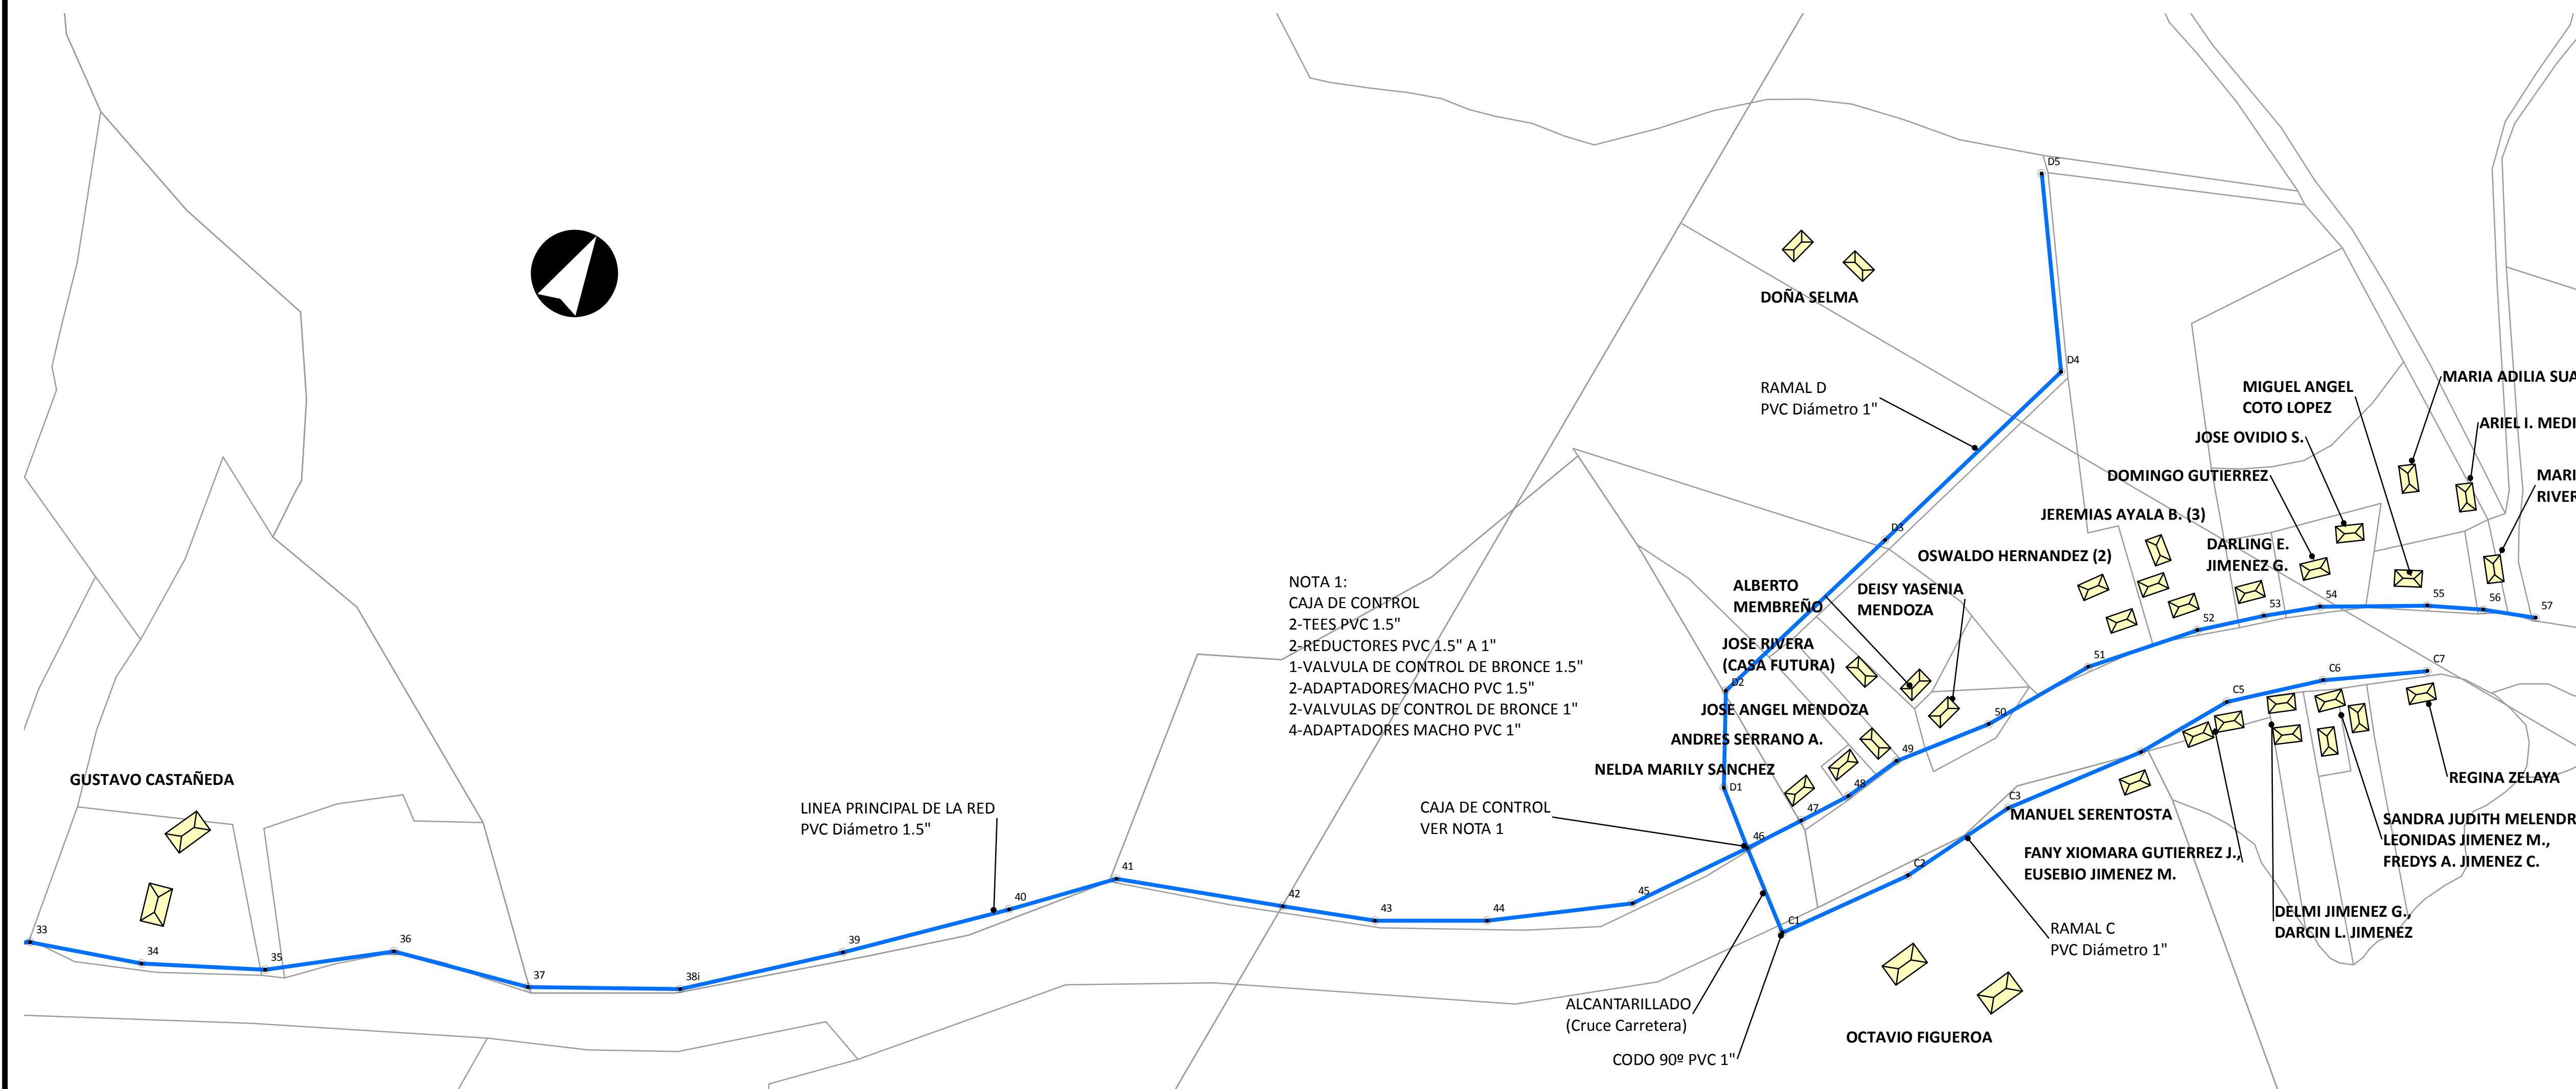 D5
DOÑA SELMA
D4
RAMAL D
PVC Diámetro 1"
MIGUEL ANGEL
COTO LOPEZ
MARIA ADILIA SUA
ARIEL I. MEDI
JOSE OVIDIO S.
DOMINGO GUTIERREZ
MARI
RIVER
JEREMIAS AYALA B. (3)
D3
OSWALDO HERNANDEZ (2)
DARLING E.
JIMENEZ G.
NOTA 1:
CAJA DE CONTROL
2-TEES PVC 1.5"
2-REDUCTORES PVC 1.5" A 1"
1-VALVULA DE CONTROL DE BRONCE 1.5"
2-ADAPTADORES MACHO PVC 1.5"
2-VALVULAS DE CONTROL DE BRONCE 1"
4-ADAPTADORES MACHO PVC 1"
ALBERTO
MEMBREÑO
DEISY YASENIA
MENDOZA
52
53
54
55
56
57
JOSE RIVERA
(CASA FUTURA)
51
D2
C5
C6
C7
JOSE ANGEL MENDOZA
50
ANDRES SERRANO A.
49
NELDA MARILY SANCHEZ
D1
48
47
46
GUSTAVO CASTAÑEDA
REGINA ZELAYA
LINEA PRINCIPAL DE LA RED
PVC Diámetro 1.5"
CAJA DE CONTROL
VER NOTA 1
C3
MANUEL SERENTOSTA
SANDRA JUDITH MELENDR
LEONIDAS JIMENEZ M.,
FREDYS A. JIMENEZ C.
FANY XIOMARA GUTIERREZ J.,
EUSEBIO JIMENEZ M.
C2
33
34
35
36
37
38i
39
40
41
42
43
44
45
C1
DELMI JIMENEZ G.,
DARCIN L. JIMENEZ
RAMAL C
PVC Diámetro 1"
ALCANTARILLADO
(Cruce Carretera)
OCTAVIO FIGUEROA
CODO 90º PVC 1"